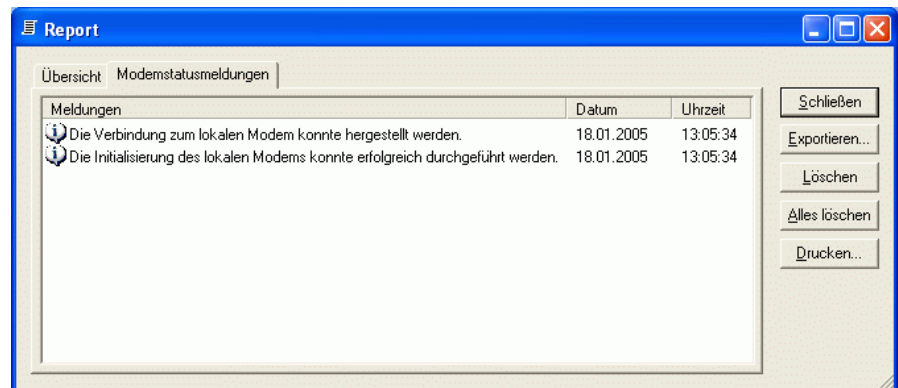 Report
Übersicht Modemstatusmeldungen
Meldungen Datum Uhrzeit
Die Verbindung zum lokalen Modem konnte hergestellt werden. 18.01.2005 13:05:34
Die Initialisierung des lokalen Modems konnte erfolgreich durchgeführt werden. 18.01.2005 13:05:34
Schließen
Exportieren...
Löschen
Alles löschen
Drucken...